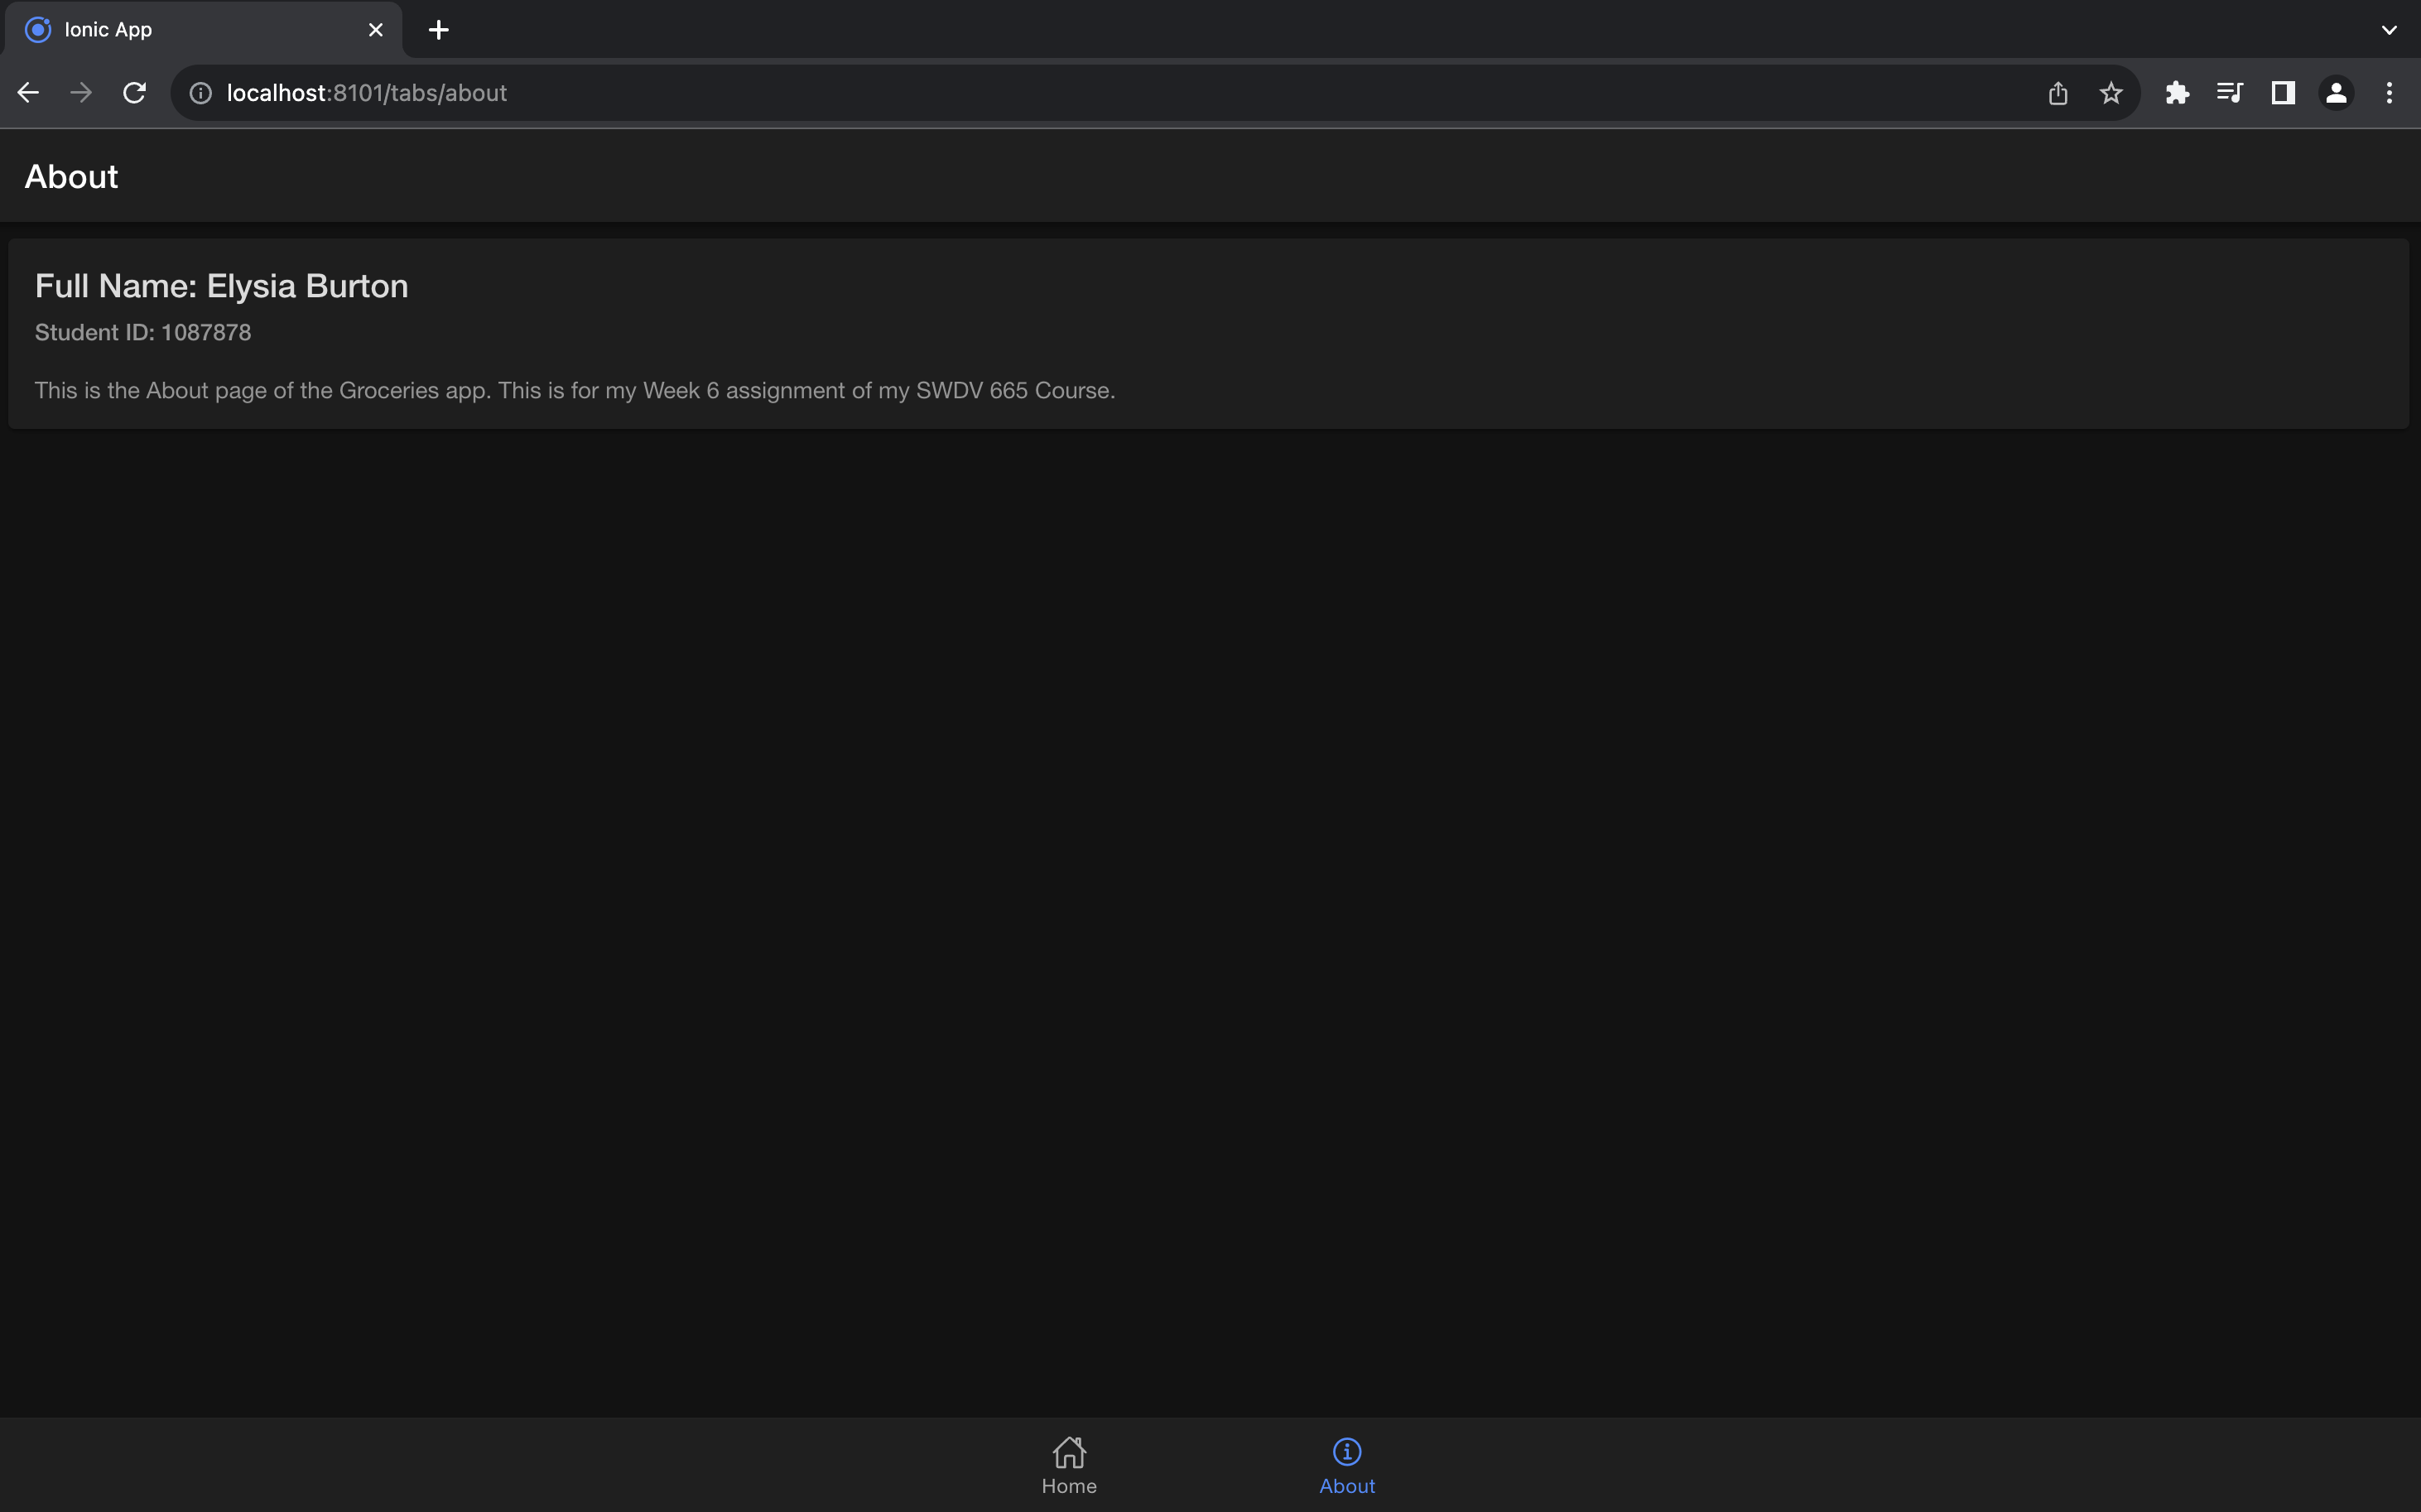 Ionic App
localhost:8101/tabs/about
About
Full Name: Elysia Burton
Student ID: 1087878
This is the About page of the Groceries app. This is for my Week 6 assignment of my SWDV 665 Course.
Home
About